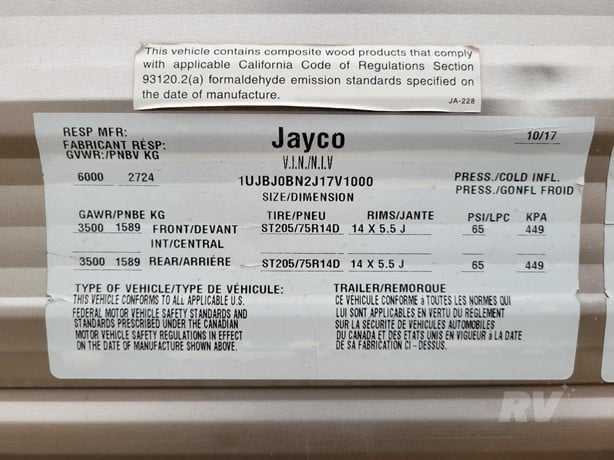 This vehicle contains composite wood products that comply
with applicable California Code of Regulations Section
93120.2(a) formaldehyde emission standards specified on
the date of manufacture.
JA-228
RESP MFR: Jayco 10/17
FABRICANT RÉSP:
GVWR:/PNBV KG V.I.N./N.I.V
6000 2724 1UJBJ0BN2J17V1000 PRESS./COLD INFL.
SIZE/DIMENSION PRESS./GONFL FROID
GAWR/PNBE KG TIRE/PNEU RIMS/JANTE PSI/LPC KPA
3500 1589 FRONT/DEVANT ST205/75R14D 14 X 5.5 J 65 449
INT/CENTRAL
3500 1589 REAR/ARRIÉRE ST205/75R14D 14 X 5.5 J 65 449
TYPE OF VEHICLE/TYPE DE VÉHICULE: TRAILER/REMORQUE
THIS VEHICLE CONFORMS TO ALL APPLICABLE U.S.
FEDERAL MOTOR VEHICLE SAFETY STANDARDS AND
STANDARDS PRESCRIBED UNDER THE CANADIAN
MOTOR VEHICLE SAFETY REGULATIONS IN EFFECT
ON THE DATE OF MANUFACTURE SHOWN ABOVE.
CE VÉHICULE CONFORME À TOUTES LES NORMES QUI
LUI SONT APPLICABLES EN VERTU DU RÈGLEMENT
SUR LA SÉCURITÉ DE VÉHICULES AUTOMOBILES
DU CANADA ET DES ÉTATS UNIS EN VIGUEUR à LA DATE
DE SA FABRICATION CI - DESSUS.
RV